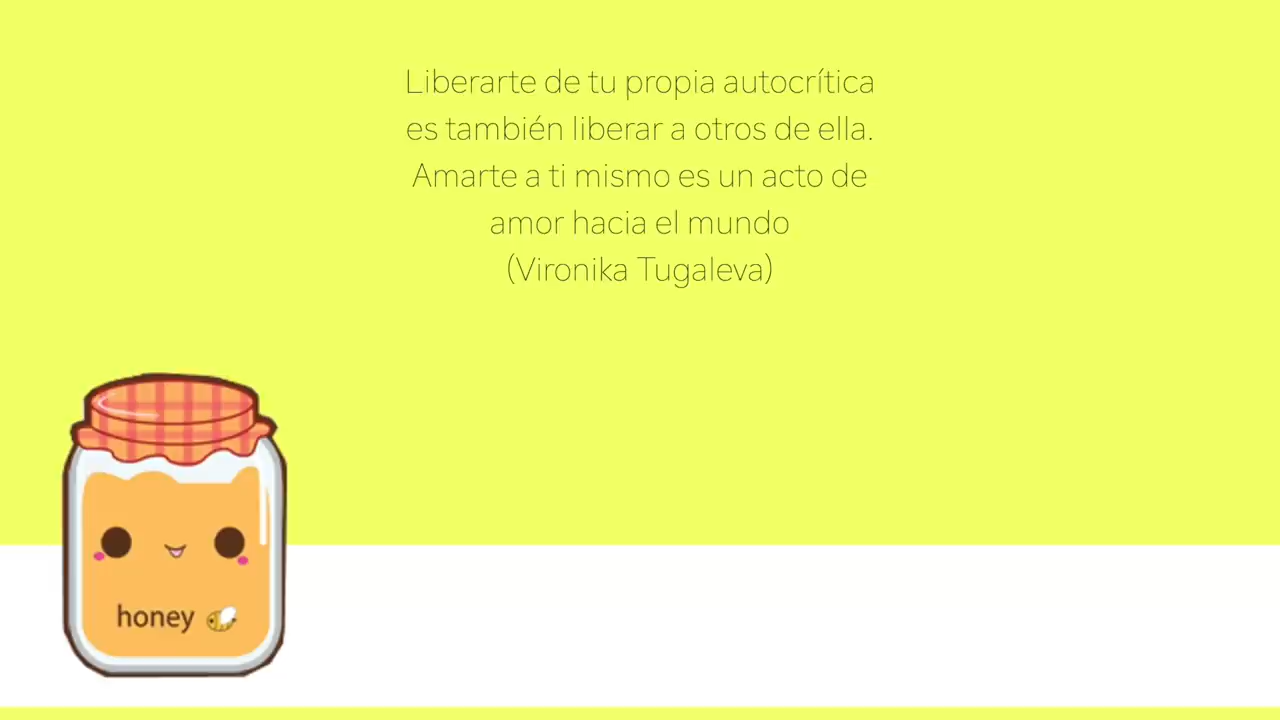 Liberarte de tu propia autocrítica
es también liberar a otros de ella.
Amarte a ti mismo es un acto de
amor hacia el mundo
(Vironika Tugaleva)
honey